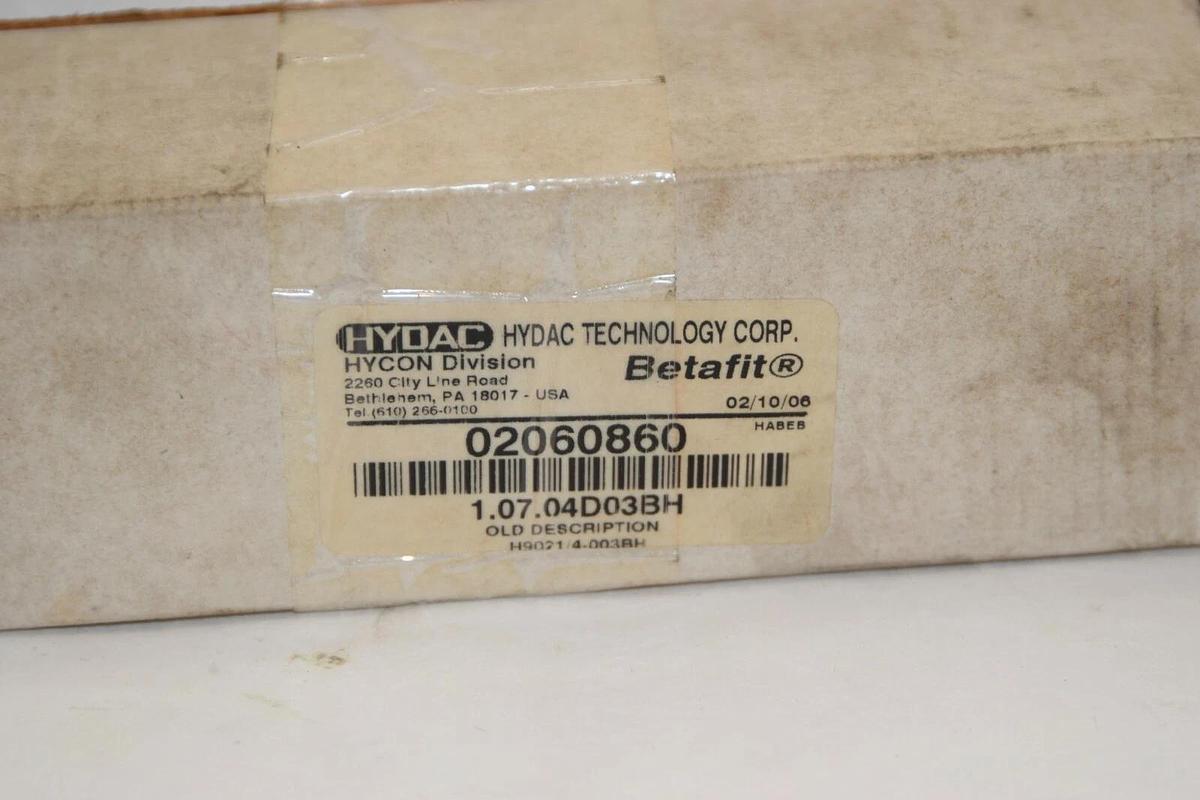 HYDAC HYDAC TECHNOLOGY CORP.
HYCON Division Betafit®
2260 City Line Road
Bethlehem, PA 18017 - USA
Tel.(610) 266-0100 02/10/06
HABEB
02060860
1.07.04D03BH
OLD DESCRIPTION
H9021/4-003BH